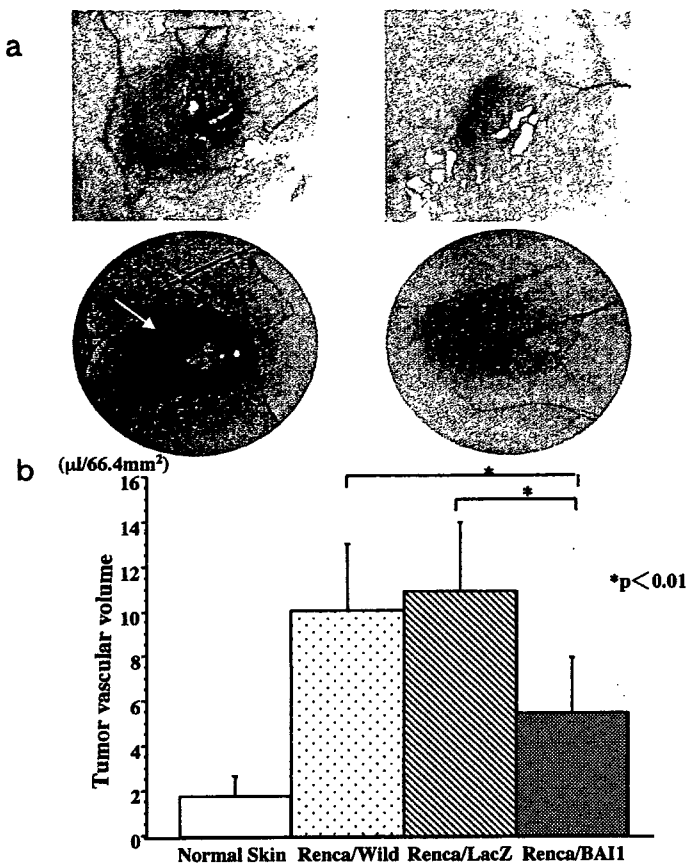 a
b
(μl/66.4mm²)
16
14
12
10
8
6
4
2
0
Tumor vascular volume
*
*
*p<0.01
Normal Skin Renca/Wild Renca/LacZ Renca/BAI1